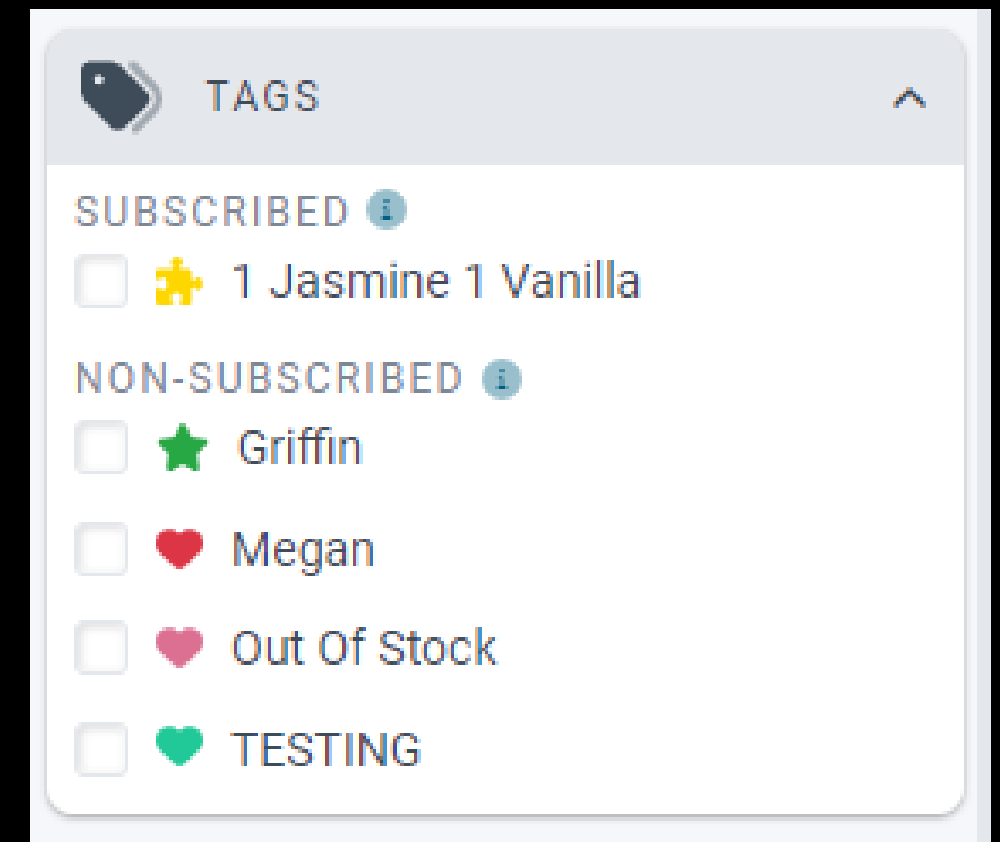 TAGS
SUBSCRIBED
1 Jasmine 1 Vanilla
NON-SUBSCRIBED
Griffin
Megan
Out Of Stock
TESTING